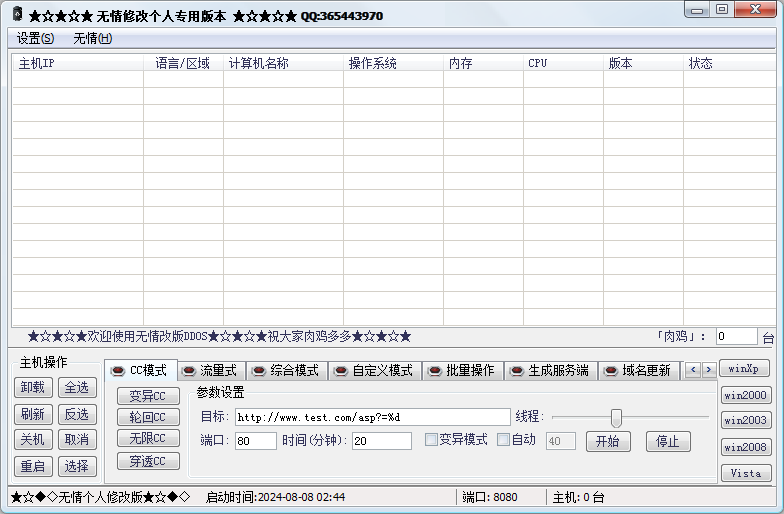 ★☆★☆★ 无情修改个人专用版本 ★☆★☆★ QQ:365443970
设置(S) 无情(H)
主机IP 语言/区域 计算机名称 操作系统 内存 CPU 版本 状态
★☆★☆★欢迎使用无情改版DDOS★☆★☆★祝大家肉鸡多多★☆★☆★ 「肉鸡」: 0 台
主机操作
卸载 全选
刷新 反选
关机 取消
重启 选择
CC模式 流量式 综合模式 自定义模式 批量操作 生成服务端 域名更新 < >
变异CC
轮回CC
无限CC
穿透CC
参数设置
目标: http://www.test.com/asp?=%d 线程:
端口: 80 时间(分钟): 20 变异模式 自动 40 开始 停止
winXp
win2000
win2003
win2008
Vista
★☆◆◇无情个人修改版★☆◆◇ 启动时间:2024-08-08 02:44 端口: 8080 主机: 0 台